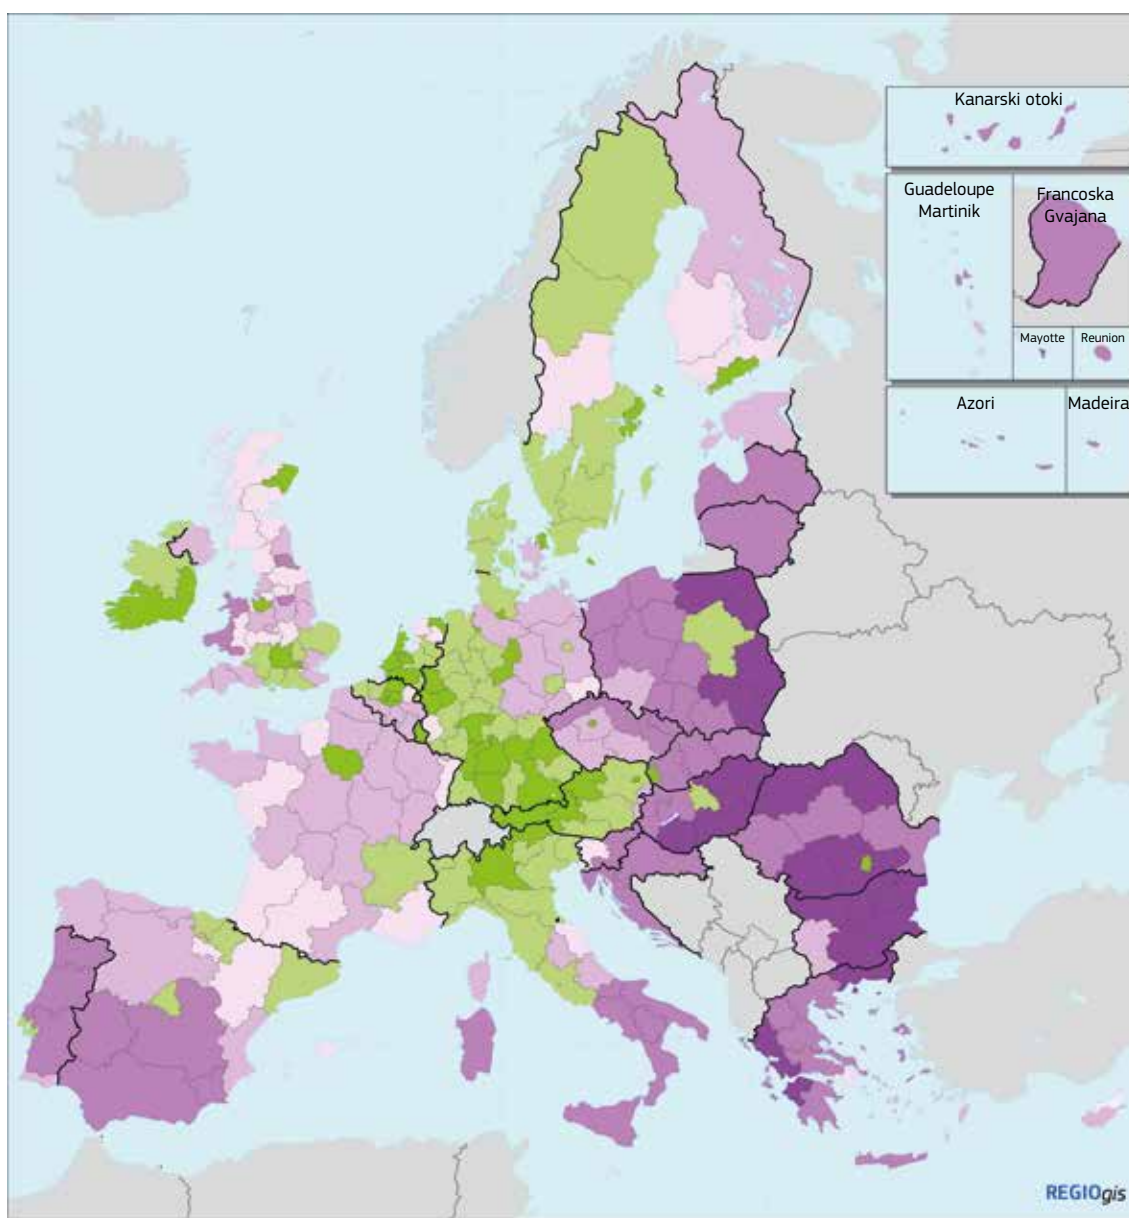 Kanarski otoki
Guadeloupe
Martinik
Francoska
Gvajana
Mayotte
Reunion
Azori
Madeira
REGIOgis